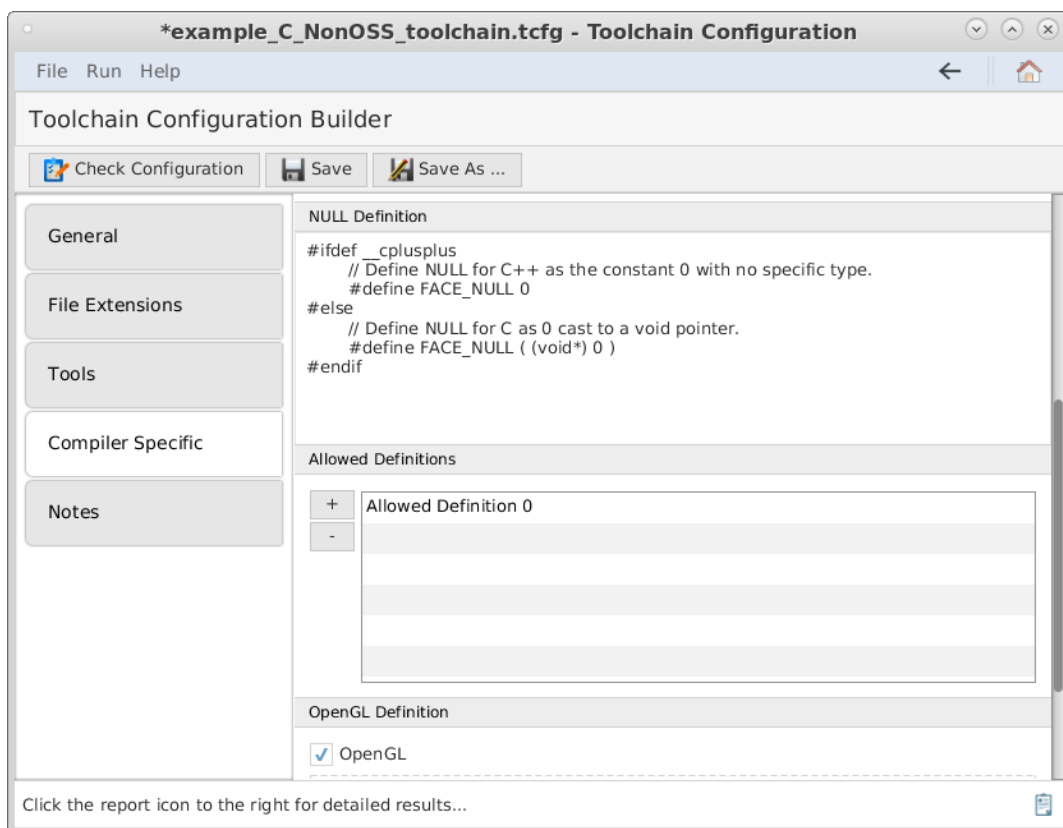 *example_C_NonOSS_toolchain.tcfg - Toolchain Configuration
File Run Help
Toolchain Configuration Builder
Check Configuration Save Save As ...
General
File Extensions
Tools
Compiler Specific
Notes
NULL Definition
#ifdef __cplusplus
// Define NULL for C++ as the constant 0 with no specific type.
#define FACE_NULL 0
#else
// Define NULL for C as 0 cast to a void pointer.
#define FACE_NULL ( (void*) 0 )
#endif
Allowed Definitions
+ Allowed Definition 0
-
OpenGL Definition
OpenGL
Click the report icon to the right for detailed results...